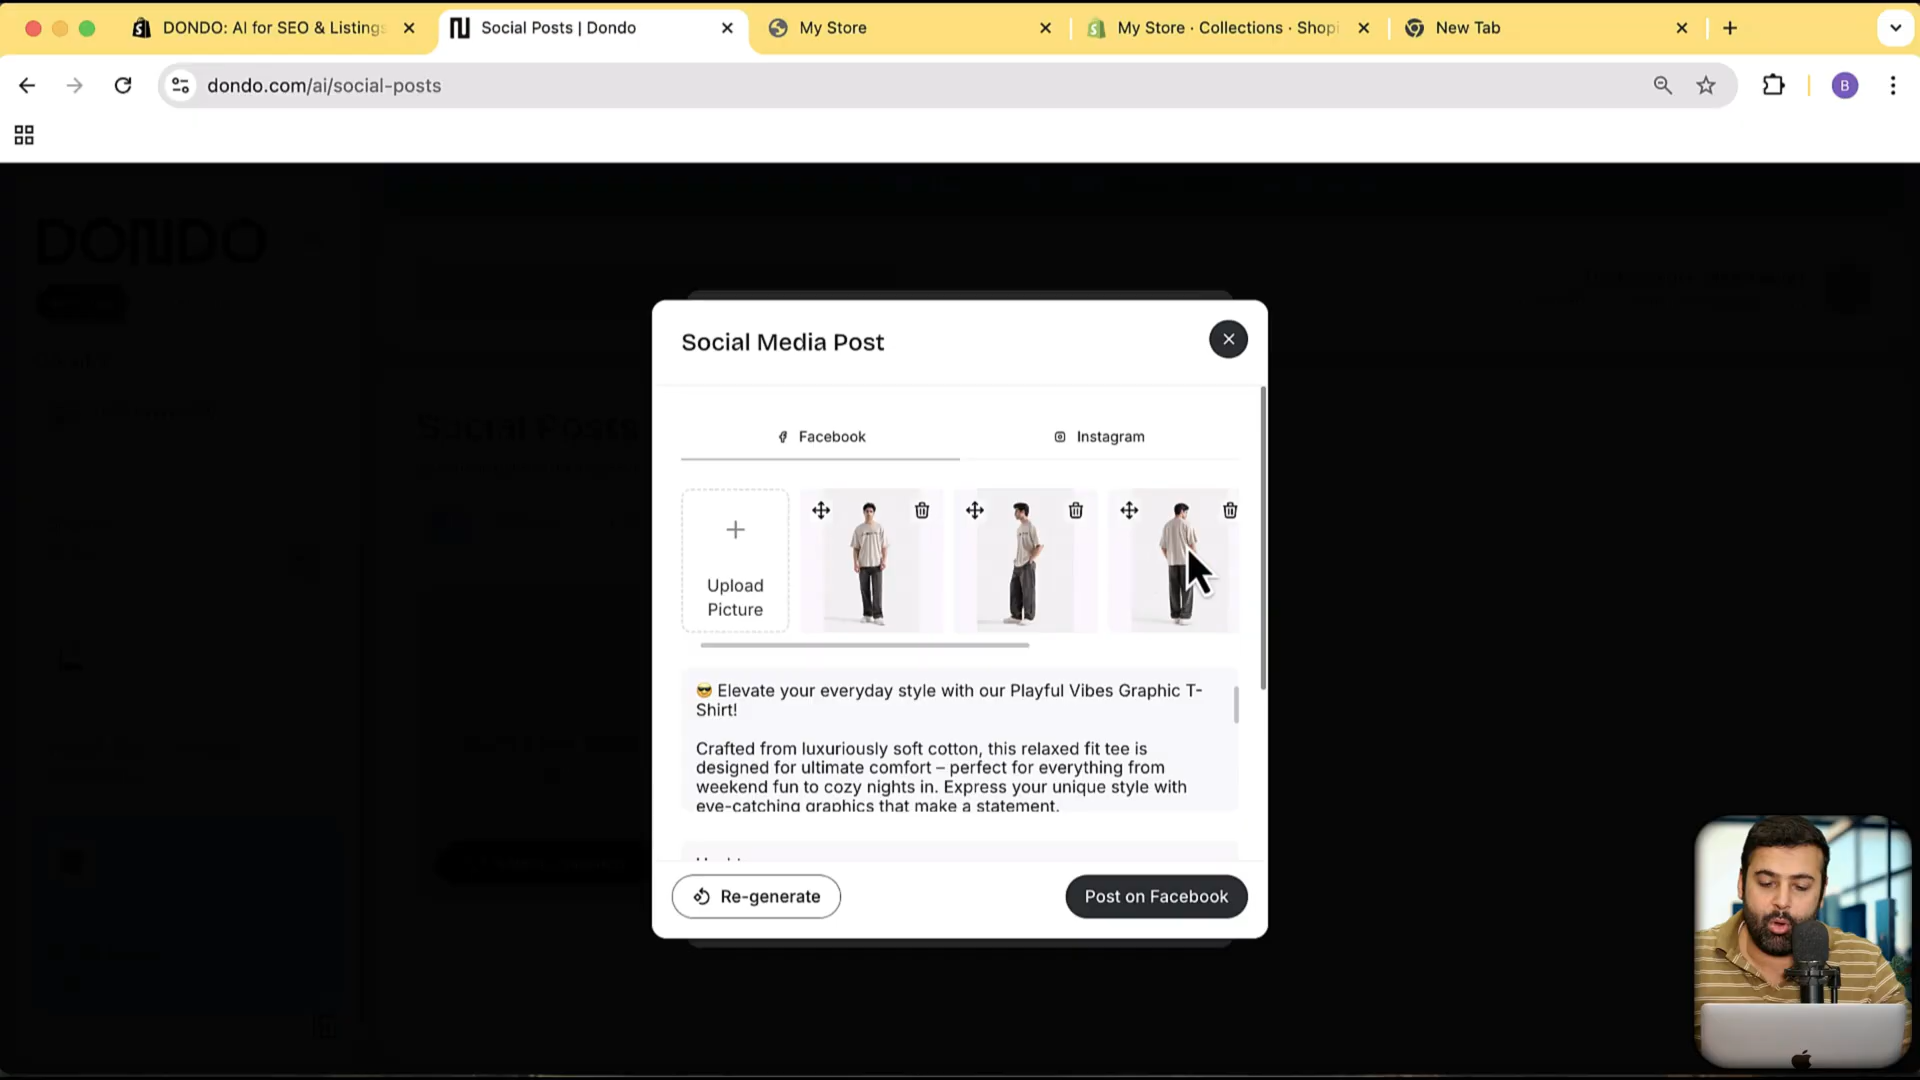 DONDO: AI for SEO & Listings
Social Posts | Dondo
My Store
My Store · Collections · Shopi
New Tab
dondo.com/ai/social-posts
B
DONDO
Social Posts
Social Media Post
Facebook
Instagram
Upload
Picture
😎 Elevate your everyday style with our Playful Vibes Graphic T-
Shirt!
Crafted from luxuriously soft cotton, this relaxed fit tee is
designed for ultimate comfort – perfect for everything from
weekend fun to cozy nights in. Express your unique style with
eye-catching graphics that make a statement.
Re-generate
Post on Facebook